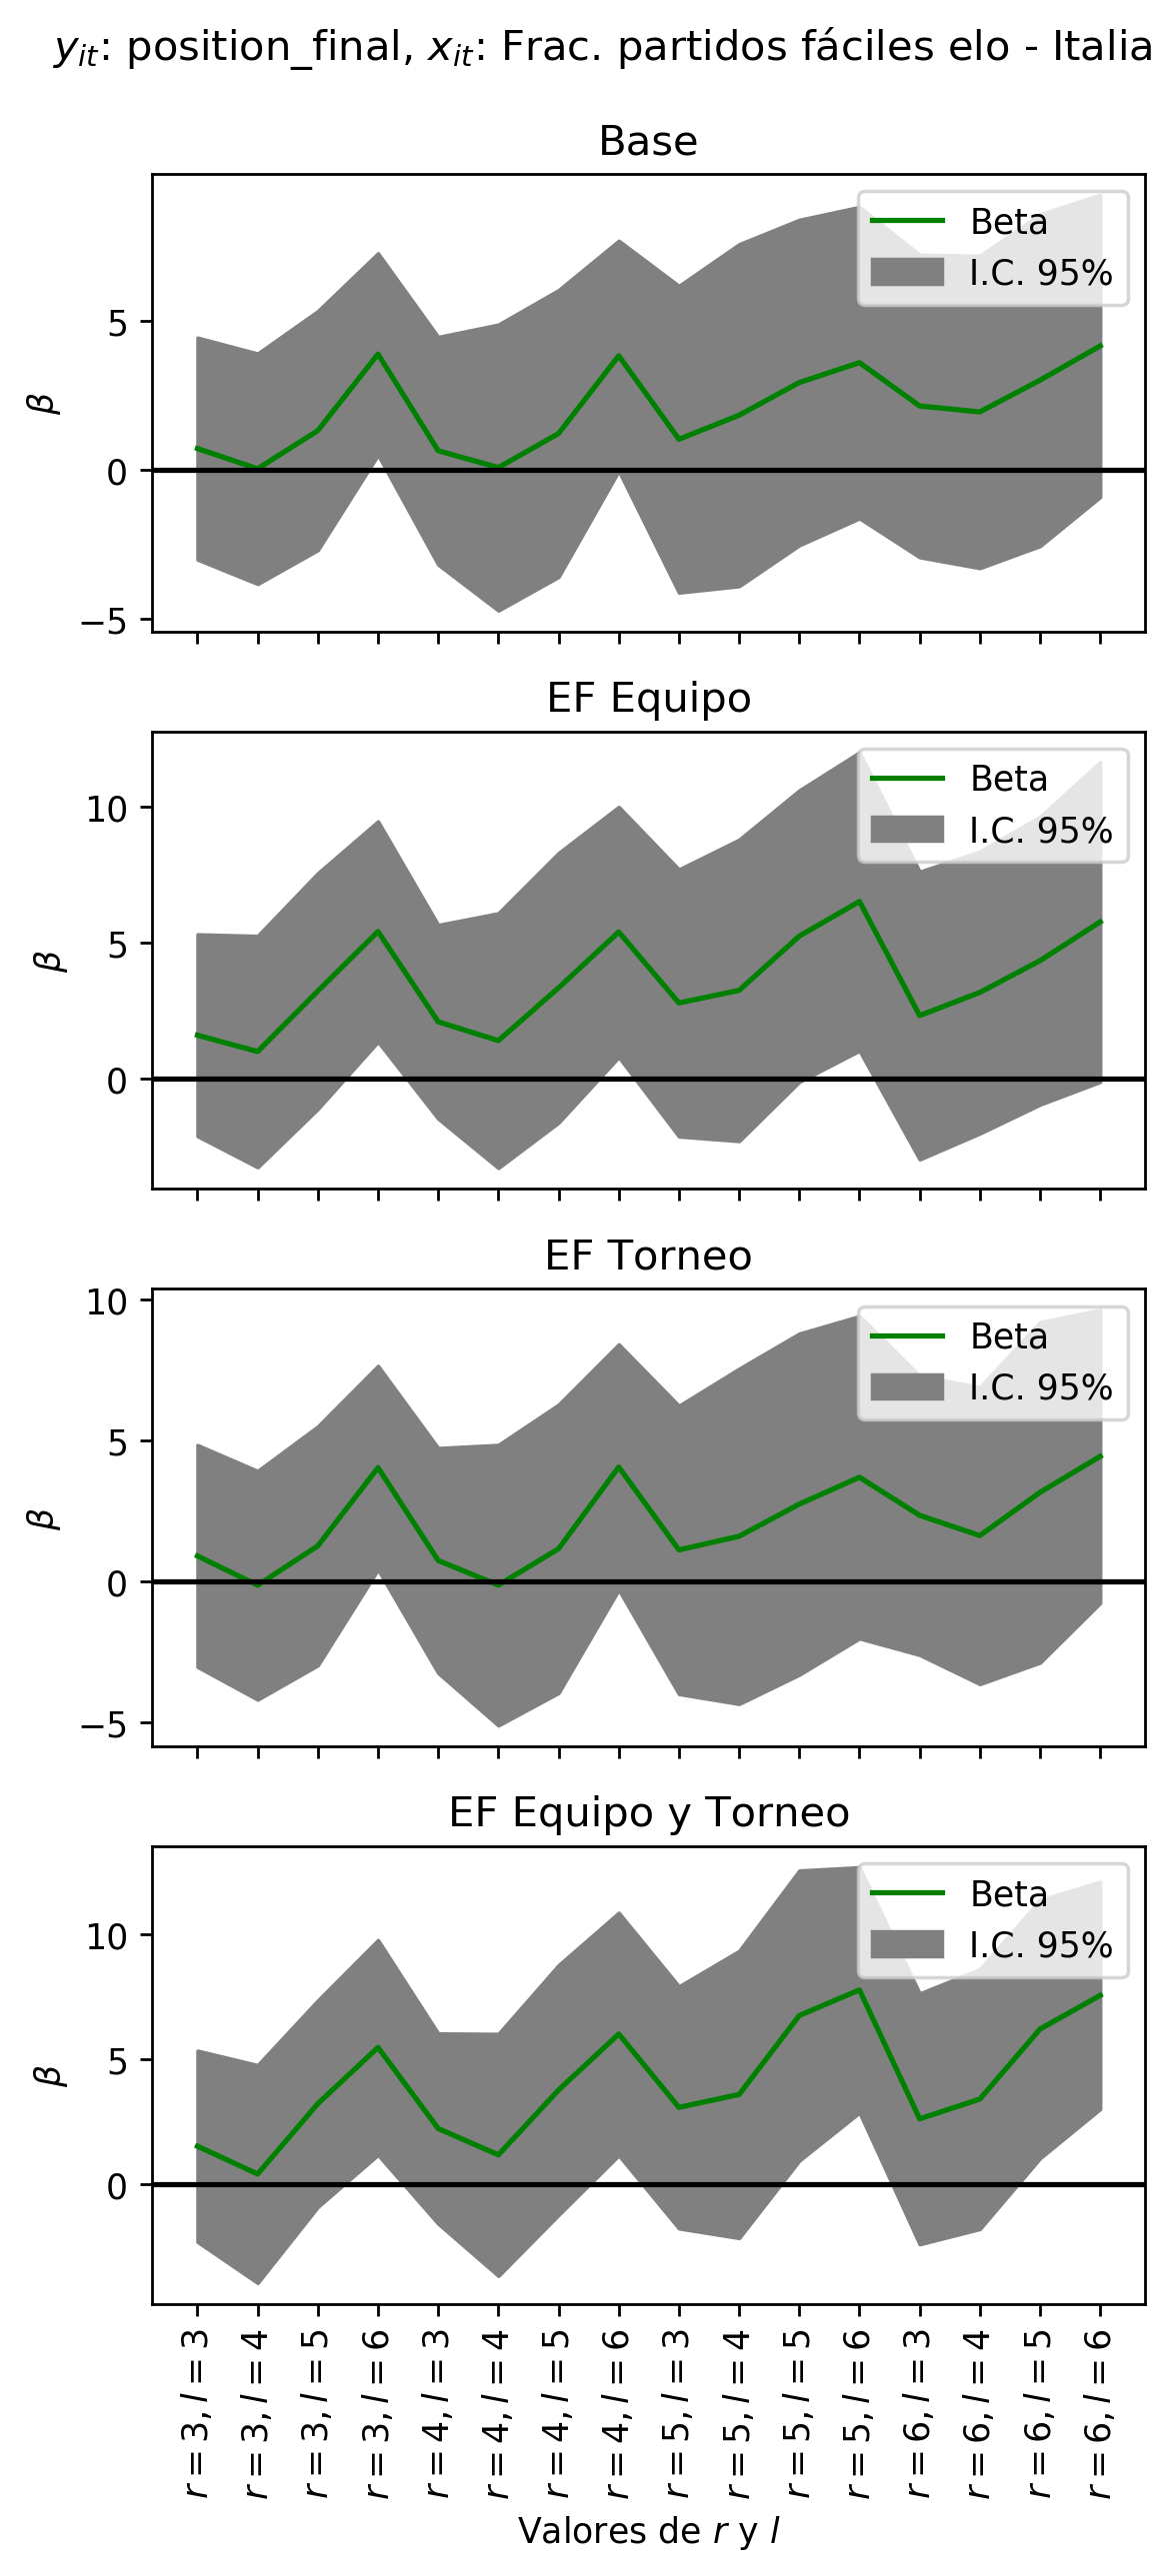 y_it: position_final, x_it: Frac. partidos fáciles elo - Italia
Base
Beta
I.C. 95%
5
0
−5
β
EF Equipo
Beta
I.C. 95%
10
5
0
β
EF Torneo
Beta
I.C. 95%
10
5
0
−5
β
EF Equipo y Torneo
Beta
I.C. 95%
10
5
0
β
r = 3, l = 3
r = 3, l = 4
r = 3, l = 5
r = 3, l = 6
r = 4, l = 3
r = 4, l = 4
r = 4, l = 5
r = 4, l = 6
r = 5, l = 3
r = 5, l = 4
r = 5, l = 5
r = 5, l = 6
r = 6, l = 3
r = 6, l = 4
r = 6, l = 5
r = 6, l = 6
Valores de r y l